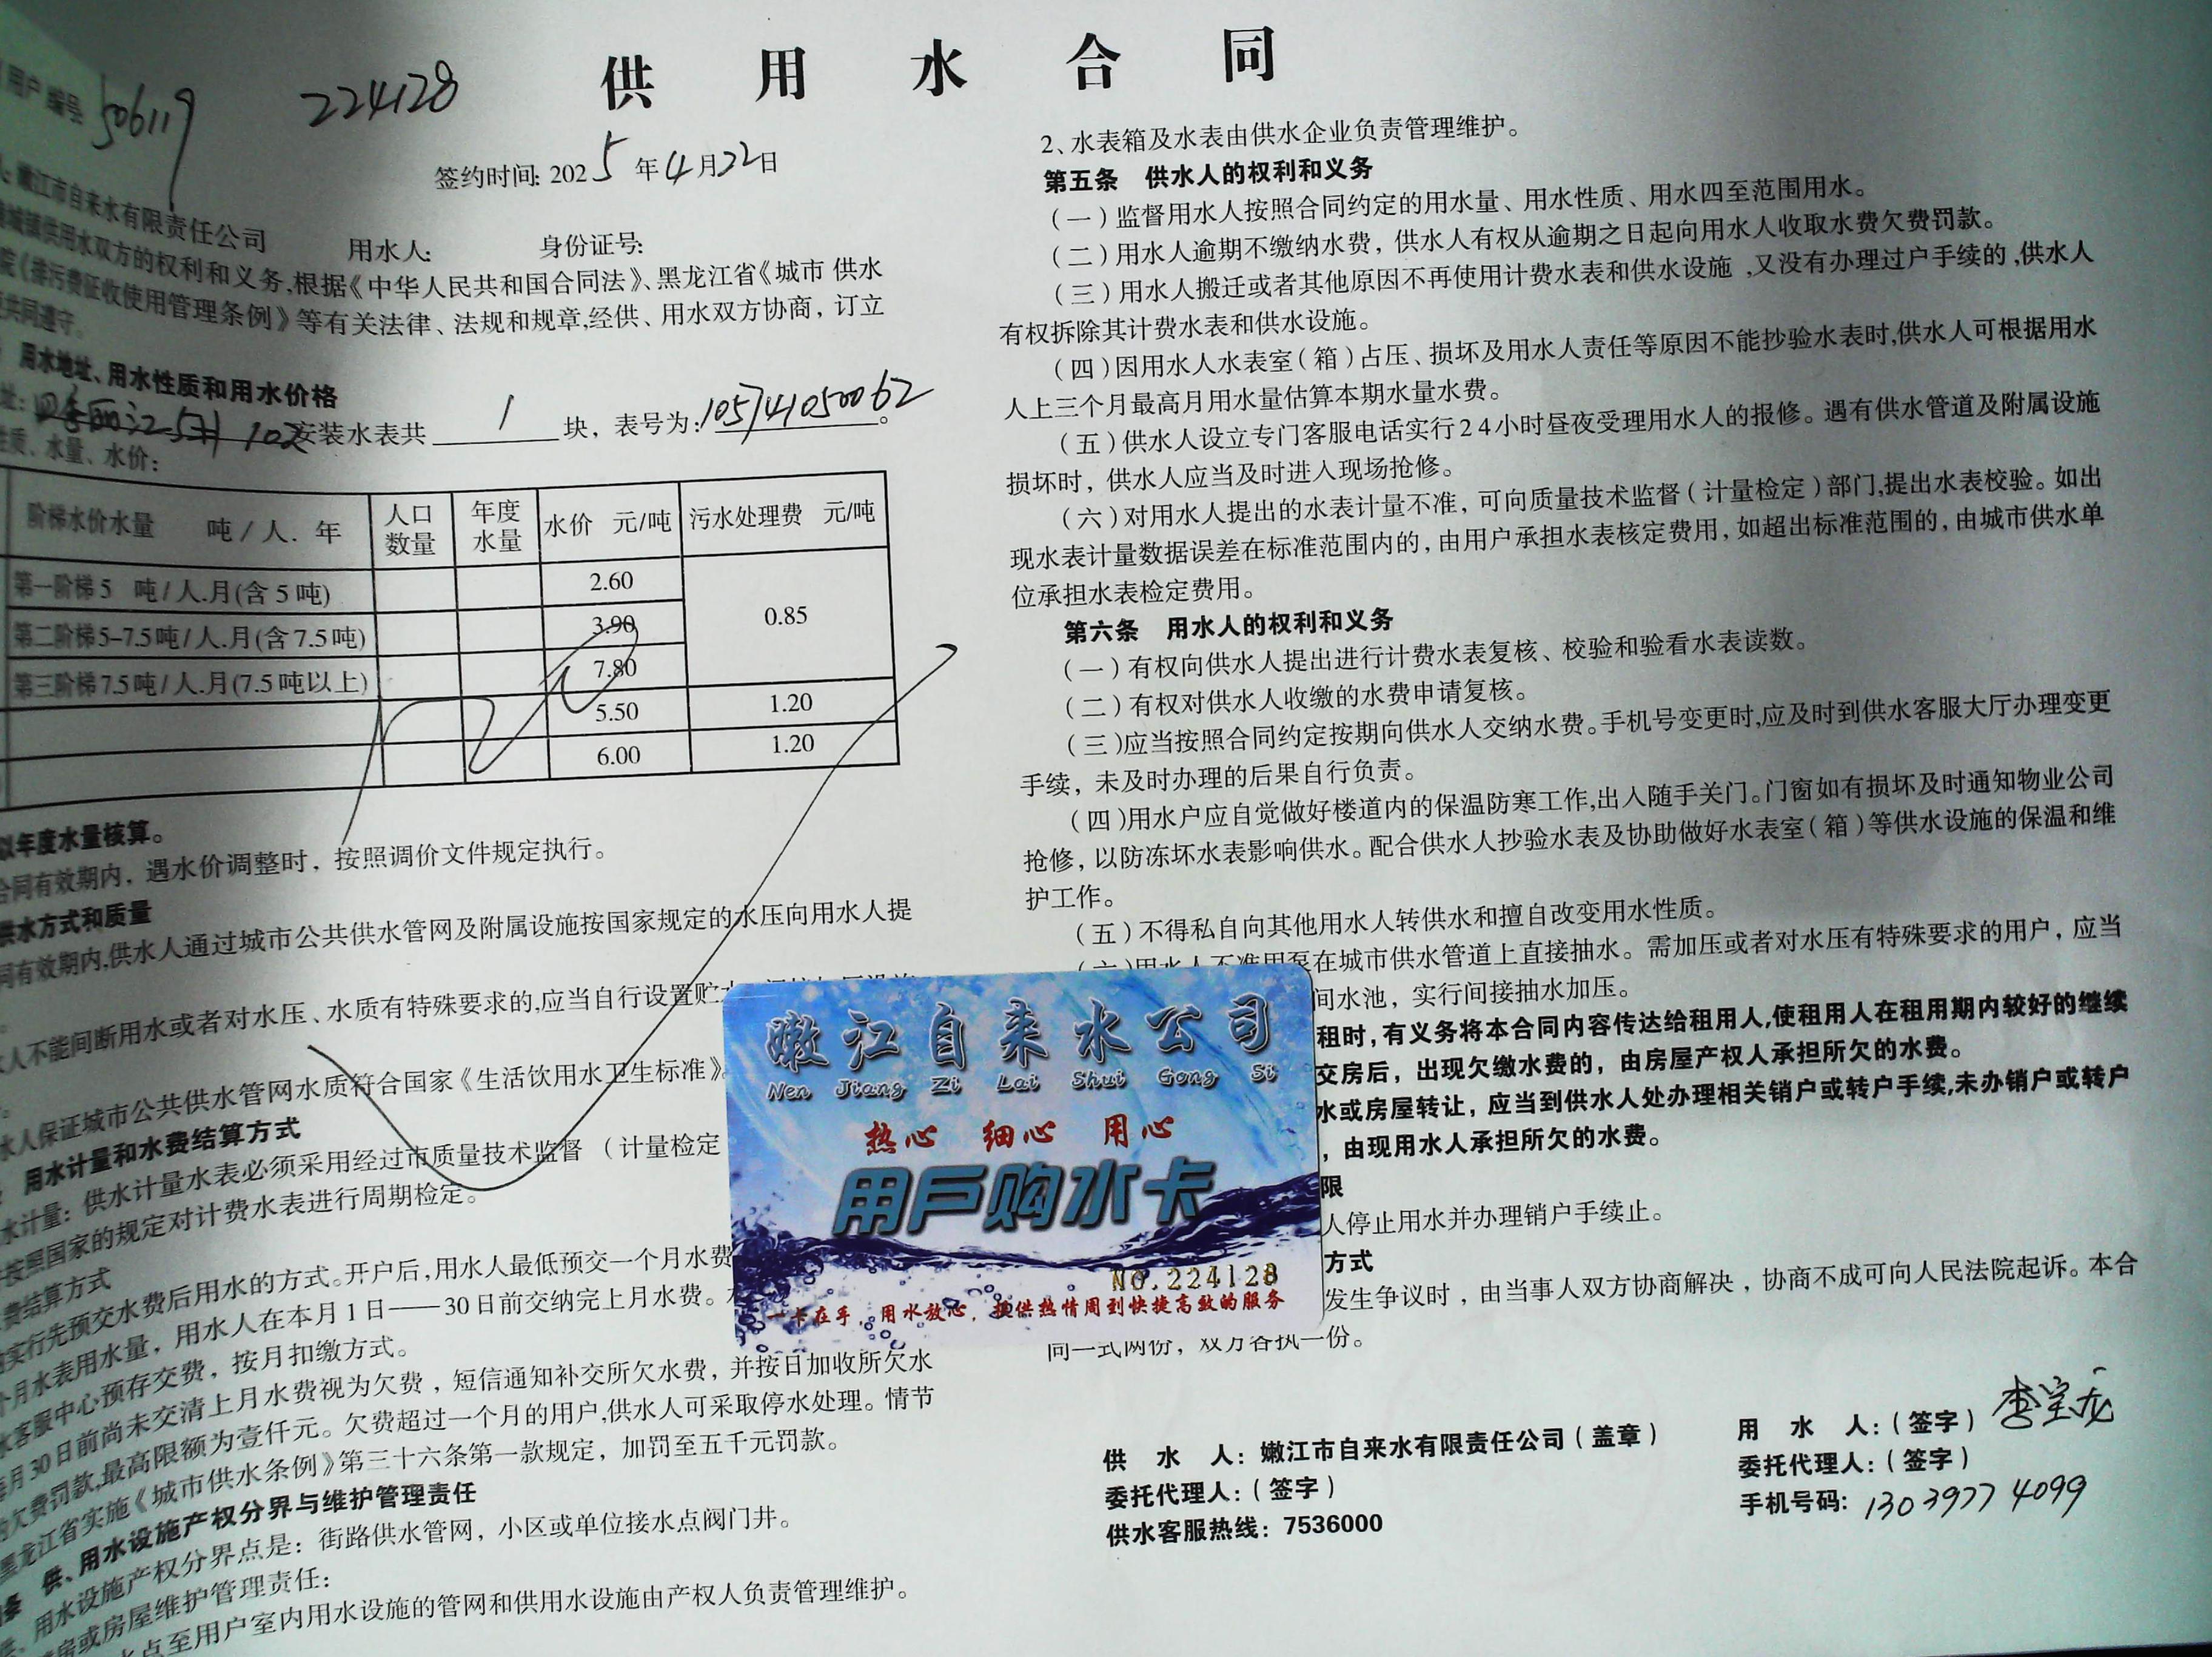 供用水合同
用户编号 506119
224128
签约时间: 2025年4月22日
嫩江市自来水有限责任公司 用水人: 身份证号:
城镇供用水双方的权利和义务,根据《中华人民共和国合同法》、黑龙江省《城市 供水
院《排污费征收使用管理条例》等有关法律、法规和规章,经供、用水双方协商，订立
共同遵守。
用水地址、用水性质和用水价格
址: 102安装水表共 1 块，表号为: 105741050062。
性质、水量、水价:
阶梯水价水量 吨/人.年 人口数量 年度水量 水价 元/吨 污水处理费 元/吨
第一阶梯5 吨/人.月(含5吨) 2.60 0.85
第二阶梯5-7.5吨/人.月(含7.5吨) 3.90
第三阶梯7.5吨/人.月(7.5吨以上) 7.80
5.50 1.20
6.00 1.20
以年度水量核算。
合同有效期内，遇水价调整时，按照调价文件规定执行。
供水方式和质量
同有效期内,供水人通过城市公共供水管网及附属设施按国家规定的水压向用水人提
水人不能间断用水或者对水压、水质有特殊要求的,应当自行设置贮水
水人保证城市公共供水管网水质符合国家《生活饮用水卫生标准》。
用水计量和水费结算方式
水计量：供水计量水表必须采用经过市质量技术监督（计量检定
按照国家的规定对计费水表进行周期检定。
费结算方式
实行先预交水费后用水的方式。开户后,用水人最低预交一个月水费
个月水表用水量，用水人在本月1日——30日前交纳完上月水费。
水客服中心预存交费，按月扣缴方式。
每月30日前尚未交清上月水费视为欠费，短信通知补交所欠水费，并按日加收所欠水
的欠费罚款,最高限额为壹仟元。欠费超过一个月的用户,供水人可采取停水处理。情节
黑龙江省实施《城市供水条例》第三十六条第一款规定，加罚至五千元罚款。
条 供、用水设施产权分界与维护管理责任
供、用水设施产权分界点是：街路供水管网，小区或单位接水点阀门井。
房或房屋维护管理责任:
水点至用户室内用水设施的管网和供用水设施由产权人负责管理维护。
2、水表箱及水表由供水企业负责管理维护。
第五条 供水人的权利和义务
(一)监督用水人按照合同约定的用水量、用水性质、用水四至范围用水。
(二)用水人逾期不缴纳水费，供水人有权从逾期之日起向用水人收取水费欠费罚款。
(三)用水人搬迁或者其他原因不再使用计费水表和供水设施 ,又没有办理过户手续的 ,供水人
有权拆除其计费水表和供水设施。
(四)因用水人水表室(箱)占压、损坏及用水人责任等原因不能抄验水表时,供水人可根据用水
人上三个月最高月用水量估算本期水量水费。
(五)供水人设立专门客服电话实行24小时昼夜受理用水人的报修。遇有供水管道及附属设施
损坏时，供水人应当及时进入现场抢修。
(六)对用水人提出的水表计量不准，可向质量技术监督(计量检定)部门,提出水表校验。如出
现水表计量数据误差在标准范围内的，由用户承担水表核定费用，如超出标准范围的，由城市供水单
位承担水表检定费用。
第六条 用水人的权利和义务
(一)有权向供水人提出进行计费水表复核、校验和验看水表读数。
(二)有权对供水人收缴的水费申请复核。
(三)应当按照合同约定按期向供水人交纳水费。手机号变更时,应及时到供水客服大厅办理变更
手续，未及时办理的后果自行负责。
(四)用水户应自觉做好楼道内的保温防寒工作,出入随手关门。门窗如有损坏及时通知物业公司
抢修，以防冻坏水表影响供水。配合供水人抄验水表及协助做好水表室(箱)等供水设施的保温和维
护工作。
(五)不得私自向其他用水人转供水和擅自改变用水性质。
(六)用水人不准用泵在城市供水管道上直接抽水。需加压或者对水压有特殊要求的用户，应当
间水池，实行间接抽水加压。
租时，有义务将本合同内容传达给租用人,使租用人在租用期内较好的继续
交房后，出现欠缴水费的，由房屋产权人承担所欠的水费。
水或房屋转让，应当到供水人处办理相关销户或转户手续,未办销户或转户
，由现用水人承担所欠的水费。
限
人停止用水并办理销户手续止。
方式
发生争议时，由当事人双方协商解决，协商不成可向人民法院起诉。本合
同一式两份，双方各执一份。
嫩江自来水公司
Nen Jiang Zi Lai Shui Gong Si
热心 细心 用心
用户购水卡
NO.224128
一卡在手，用水放心，提供热情周到快捷高效的服务
供 水 人：嫩江市自来水有限责任公司(盖章)
委托代理人:(签字)
供水客服热线：7536000
用 水 人:(签字) 李宝龙
委托代理人:(签字)
手机号码: 13039774099